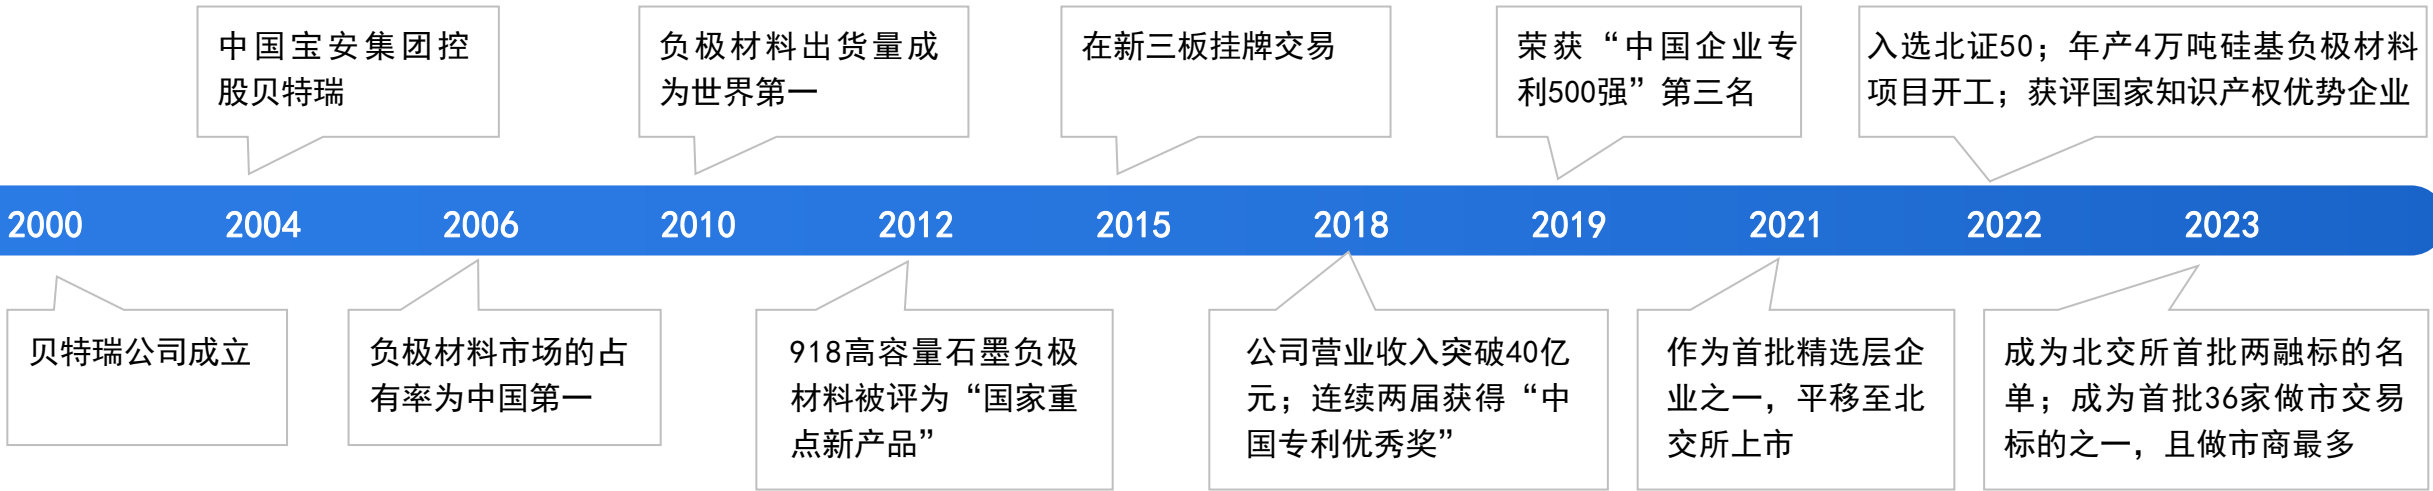 中国宝安集团控
股贝特瑞
负极材料出货量成
为世界第一
在新三板挂牌交易
荣获“中国企业专
利500强”第三名
入选北证50；年产4万吨硅基负极材料
项目开工；获评国家知识产权优势企业
2000 2004 2006 2010 2012 2015 2018 2019 2021 2022 2023
贝特瑞公司成立
负极材料市场的占
有率为中国第一
918高容量石墨负极
材料被评为“国家重
点新产品”
公司营业收入突破40亿
元；连续两届获得“中
国专利优秀奖”
作为首批精选层企
业之一，平移至北
交所上市
成为北交所首批两融标的名
单；成为首批36家做市交易
标的之一，且做市商最多